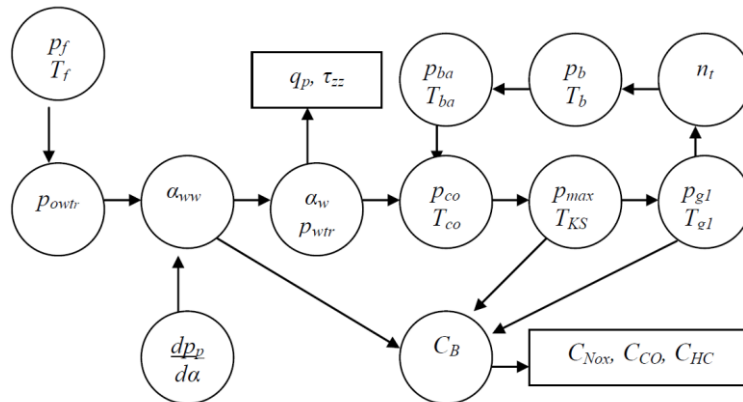 p_f
T_f
q_p, τ_zz
p_ba
T_ba
p_b
T_b
n_t
p_owtr
α_ww
α_w
p_wtr
p_co
T_co
p_max
T_KS
p_g1
T_g1
dp_p
dα
C_B
C_Nox, C_CO, C_HC